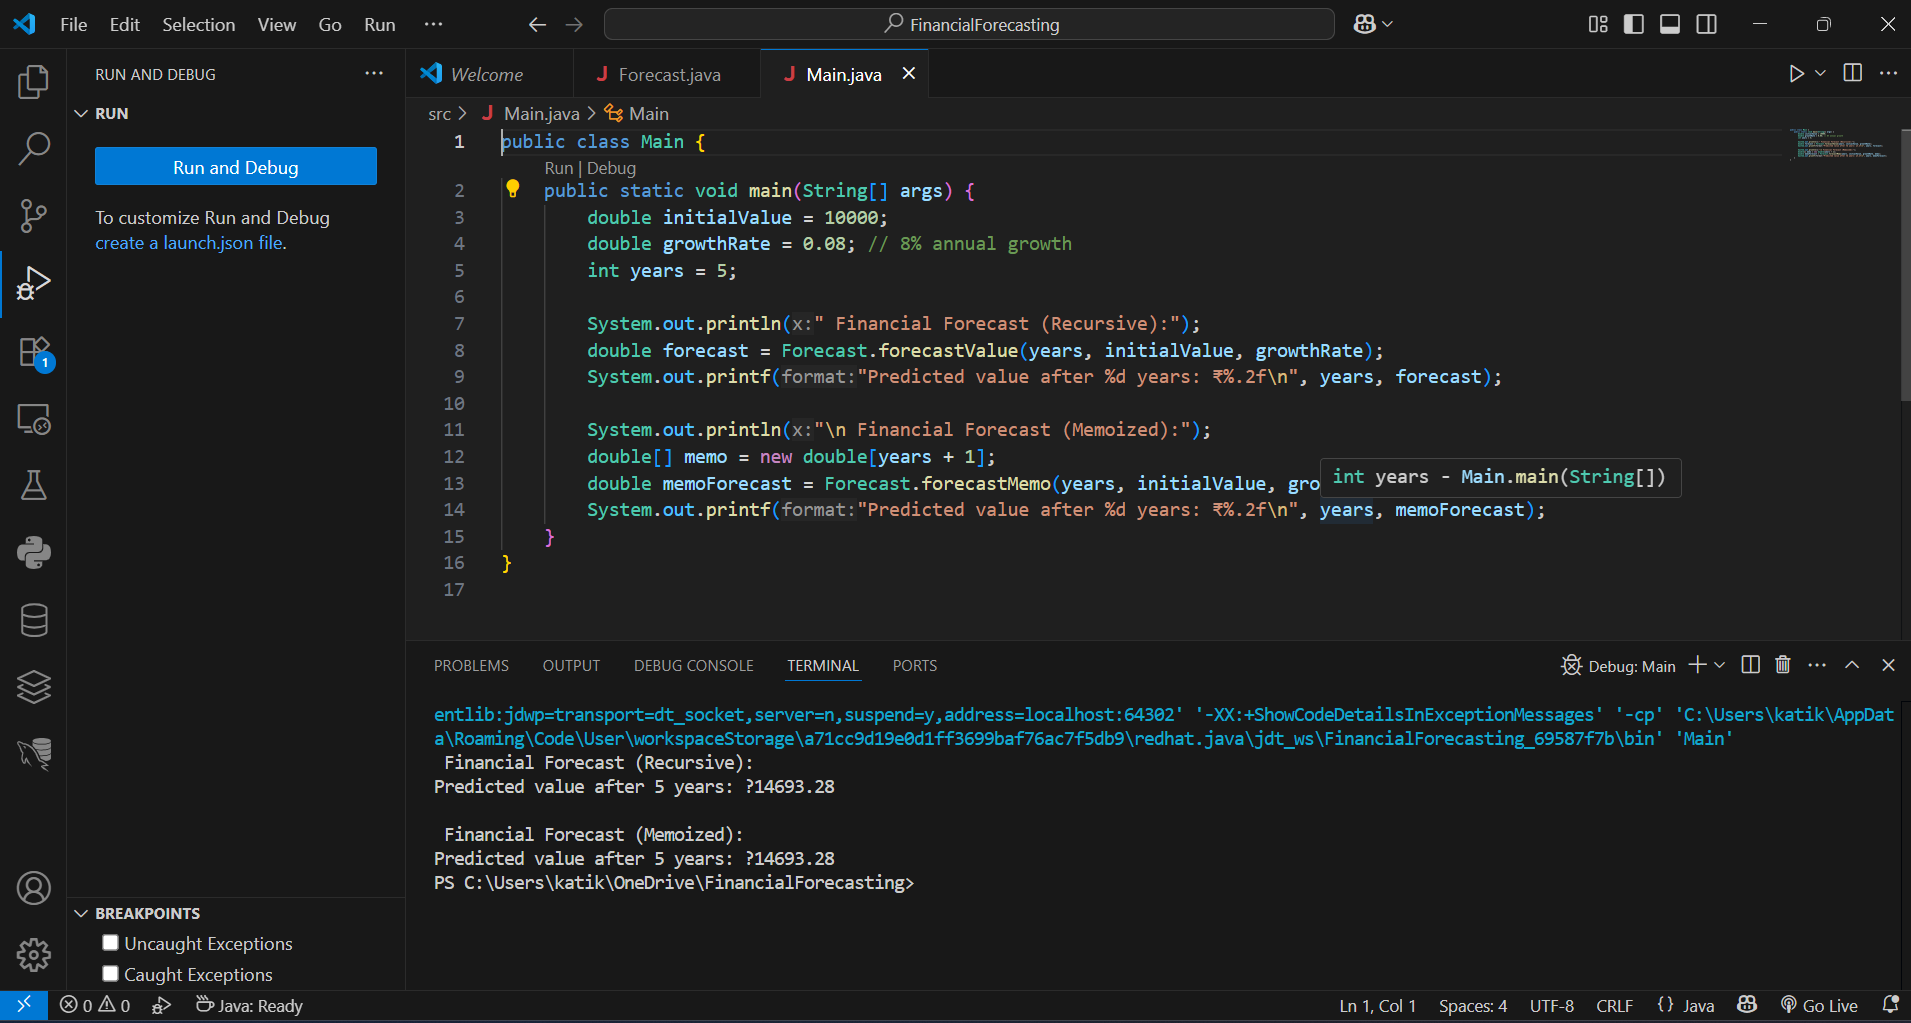 File Edit Selection View Go Run ···
FinancialForecasting
RUN AND DEBUG ···
RUN
Run and Debug
To customize Run and Debug
create a launch.json file.
1
BREAKPOINTS
Uncaught Exceptions
Caught Exceptions
Welcome
J Forecast.java
J Main.java
src > J Main.java > Main
1 public class Main {
Run | Debug
2 public static void main(String[] args) {
3 double initialValue = 10000;
4 double growthRate = 0.08; // 8% annual growth
5 int years = 5;
6
7 System.out.println(x:" Financial Forecast (Recursive):");
8 double forecast = Forecast.forecastValue(years, initialValue, growthRate);
9 System.out.printf(format:"Predicted value after %d years: ₹%.2f\n", years, forecast);
10
11 System.out.println(x:"\n Financial Forecast (Memoized):");
12 double[] memo = new double[years + 1];
13 double memoForecast = Forecast.forecastMemo(years, initialValue, gro
int years - Main.main(String[])
14 System.out.printf(format:"Predicted value after %d years: ₹%.2f\n", years, memoForecast);
15 }
16 }
17
PROBLEMS OUTPUT DEBUG CONSOLE TERMINAL PORTS
Debug: Main
entlib:jdwp=transport=dt_socket,server=n,suspend=y,address=localhost:64302' '-XX:+ShowCodeDetailsInExceptionMessages' '-cp' 'C:\Users\katik\AppDat
a\Roaming\Code\User\workspaceStorage\a71cc9d19e0d1ff3699baf76ac7f5db9\redhat.java\jdt_ws\FinancialForecasting_69587f7b\bin' 'Main'
Financial Forecast (Recursive):
Predicted value after 5 years: ?14693.28
Financial Forecast (Memoized):
Predicted value after 5 years: ?14693.28
PS C:\Users\katik\OneDrive\FinancialForecasting>
0 0 Java: Ready
Ln 1, Col 1 Spaces: 4 UTF-8 CRLF {} Java Go Live